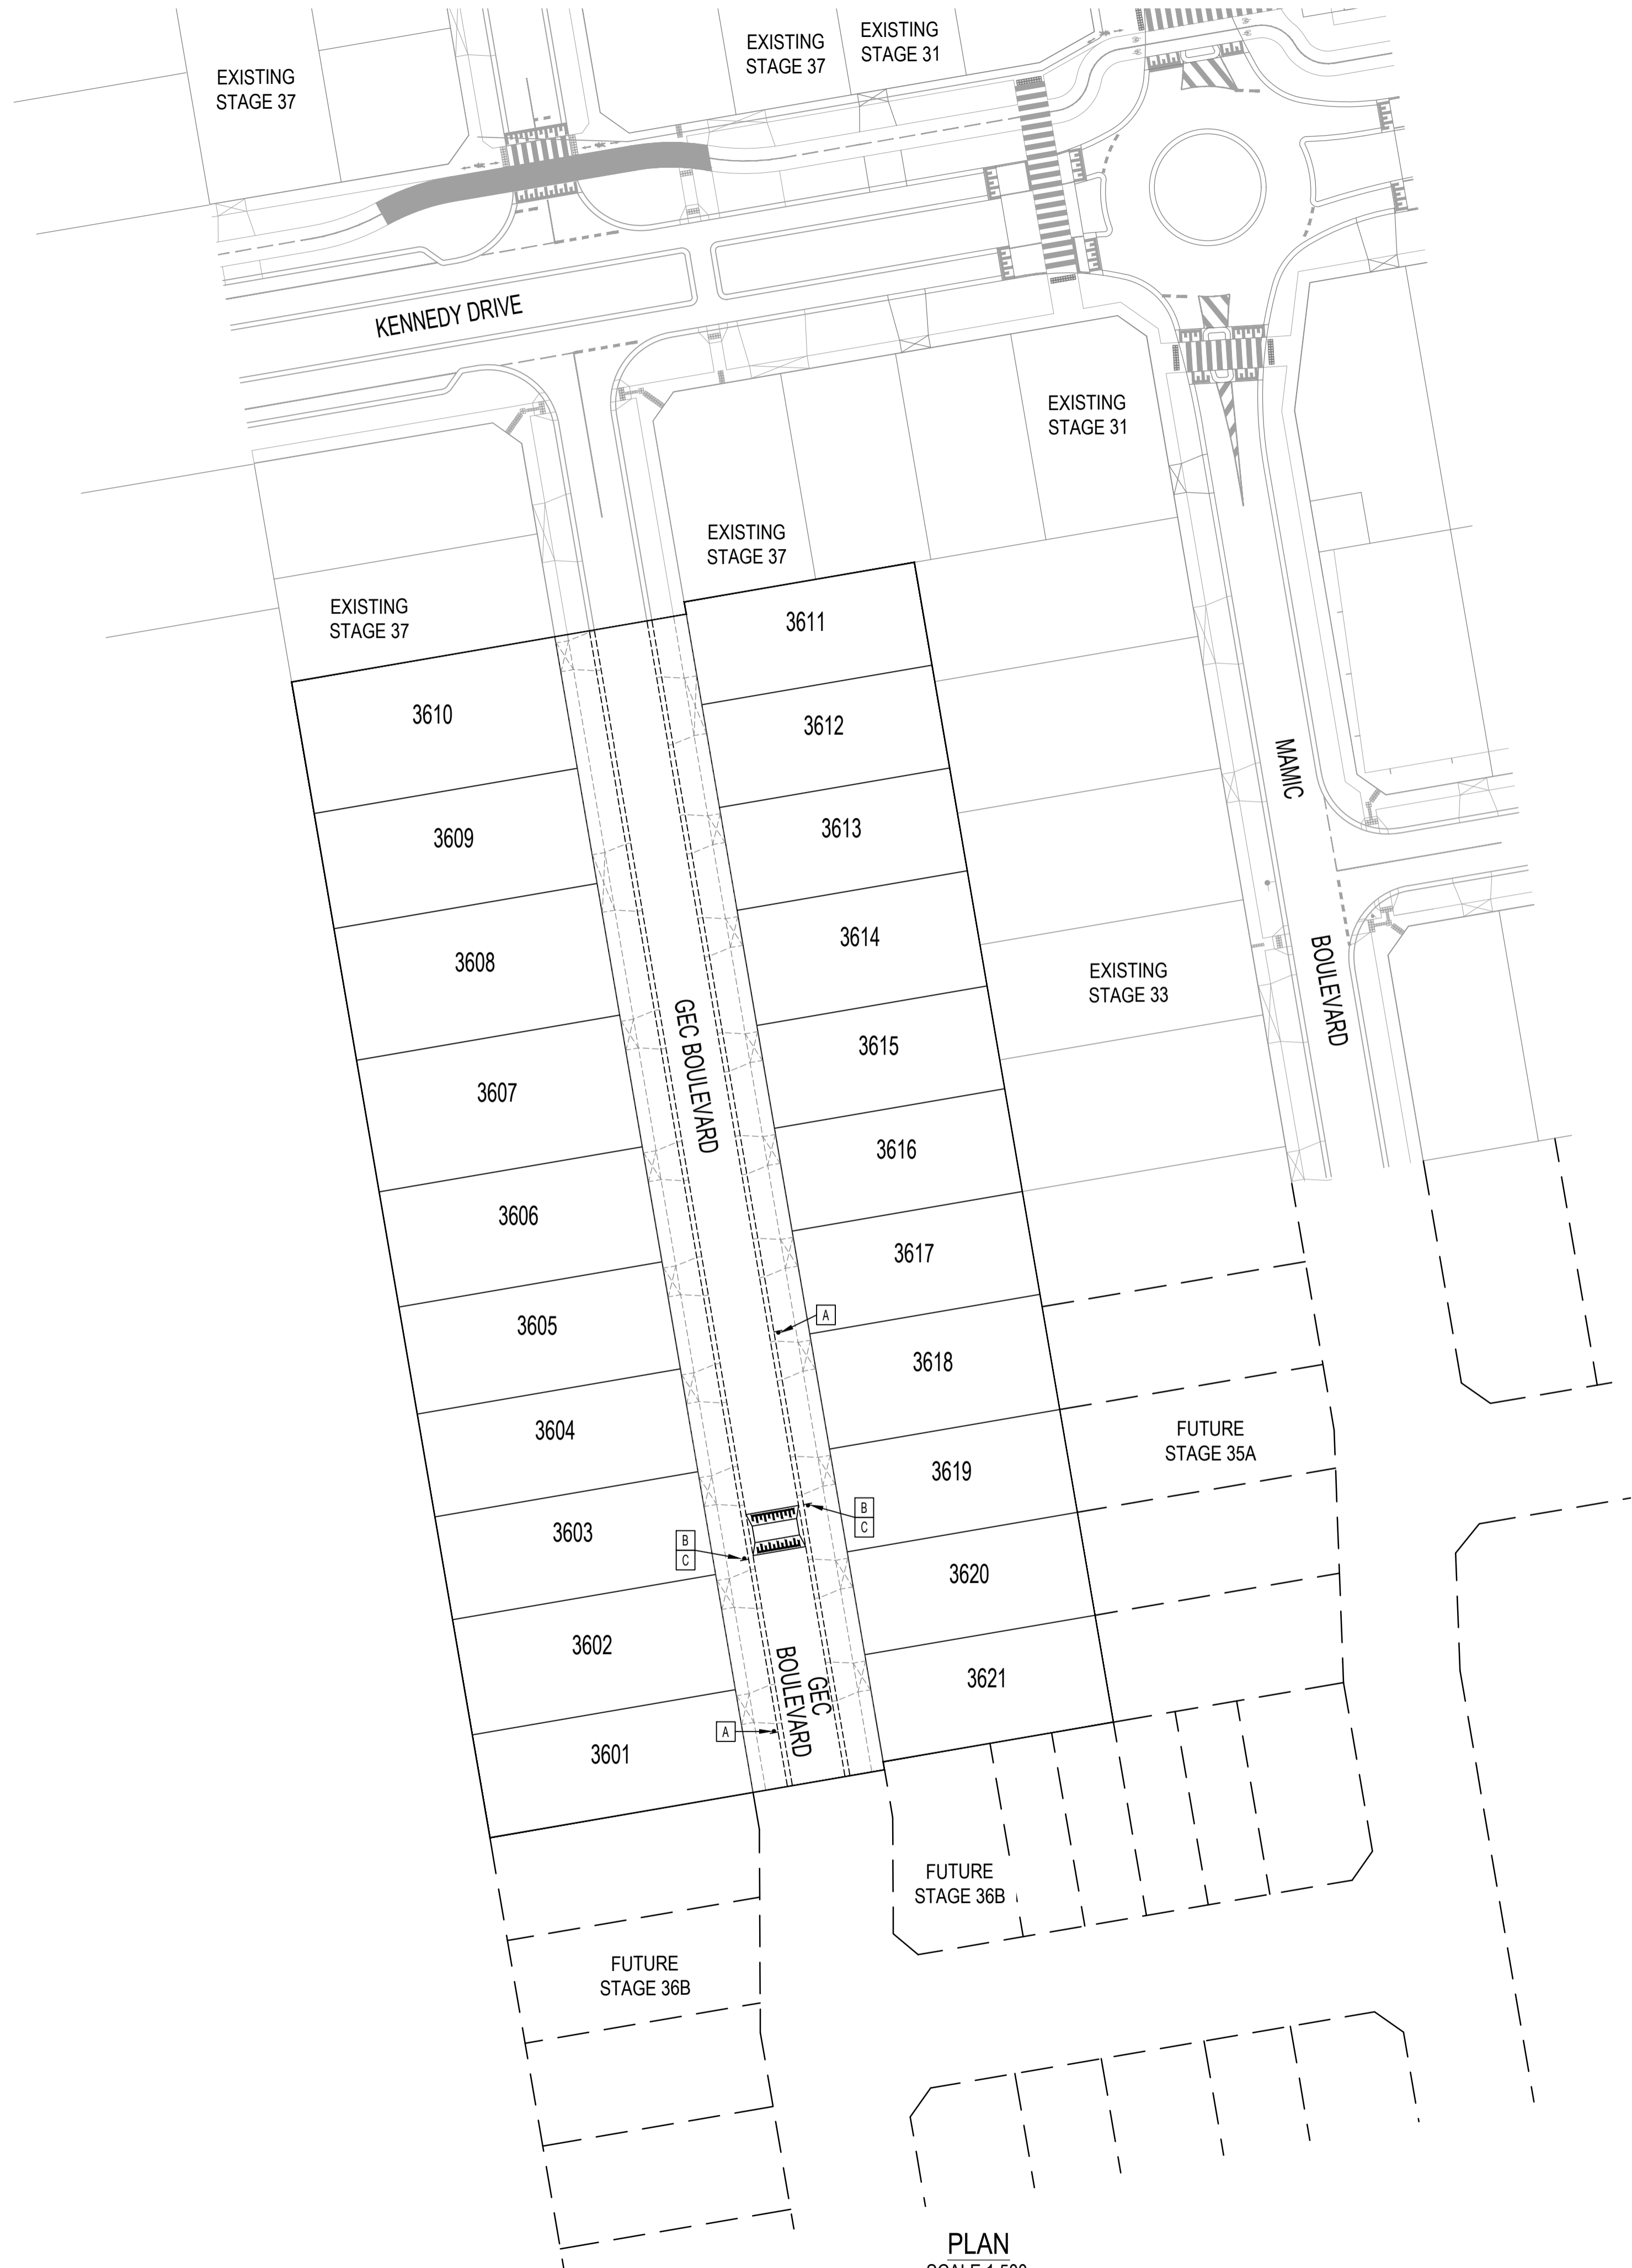 EXISTING
STAGE 37
EXISTING
STAGE 37
EXISTING
STAGE 31
KENNEDY DRIVE
EXISTING
STAGE 31
EXISTING
STAGE 37
EXISTING
STAGE 37
3611
3610
3612
MAMIC
BOULEVARD
3609
3613
3608
3614
EXISTING
STAGE 33
GEC BOULEVARD
3607
3615
3606
3616
3617
A
3605
3618
3604
FUTURE
STAGE 35A
3619
B
C
3603
B
C
3620
3602
GEC
BOULEVARD
3621
A
3601
FUTURE
STAGE 36B
FUTURE
STAGE 36B
PLAN
SCALE 1:500